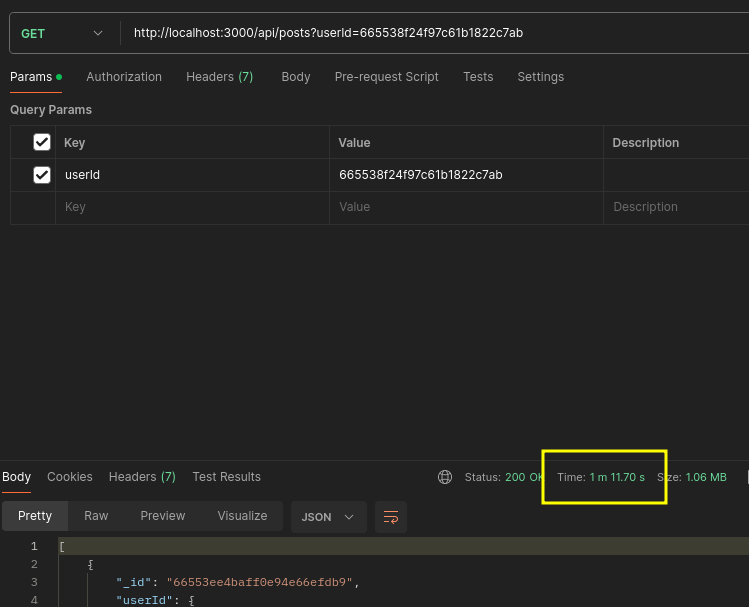 GET http://localhost:3000/api/posts?userId=665538f24f97c61b1822c7ab
Params Authorization Headers (7) Body Pre-request Script Tests Settings
Query Params
Key Value Description
userId 665538f24f97c61b1822c7ab
Key Value Description
Body Cookies Headers (7) Test Results Status: 200 OK Time: 1 m 11.70 s Size: 1.06 MB
Pretty Raw Preview Visualize JSON
1 [
2 {
3 "_id": "66553ee4baff0e94e66efdb9",
4 "userId": {